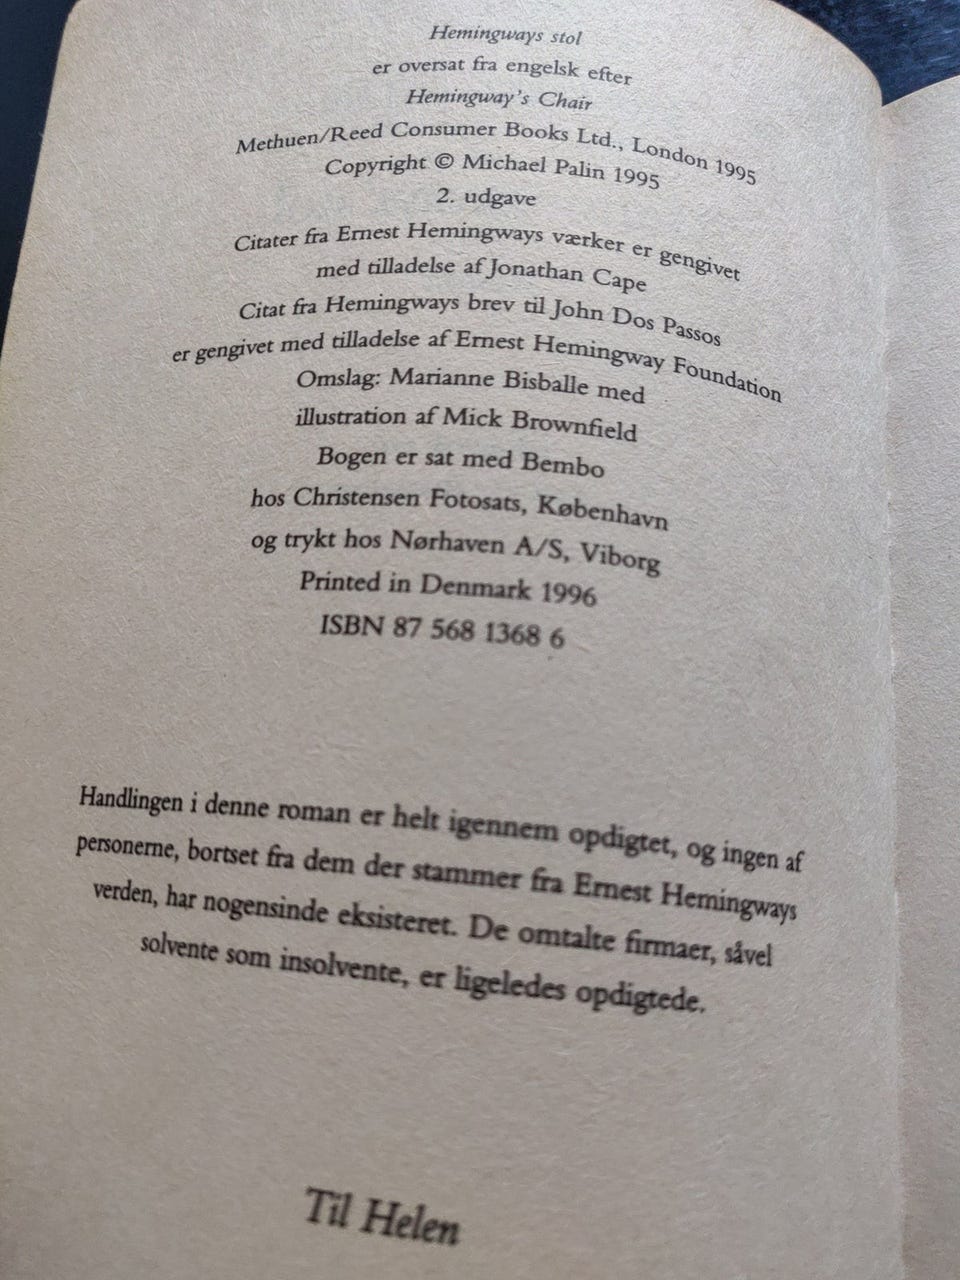 Hemingways stol
er oversat fra engelsk efter
Hemingway's Chair
Methuen/Reed Consumer Books Ltd., London 1995
Copyright © Michael Palin 1995
2. udgave
Citater fra Ernest Hemingways værker er gengivet
med tilladelse af Jonathan Cape
Citat fra Hemingways brev til John Dos Passos
er gengivet med tilladelse af Ernest Hemingway Foundation
Omslag: Marianne Bisballe med
illustration af Mick Brownfield
Bogen er sat med Bembo
hos Christensen Fotosats, København
og trykt hos Nørhaven A/S, Viborg
Printed in Denmark 1996
ISBN 87 568 1368 6
Handlingen i denne roman er helt igennem opdigtet, og ingen af
personerne, bortset fra dem der stammer fra Ernest Hemingways
verden, har nogensinde eksisteret. De omtalte firmaer, såvel
solvente som insolvente, er ligeledes opdigtede.
Til Helen